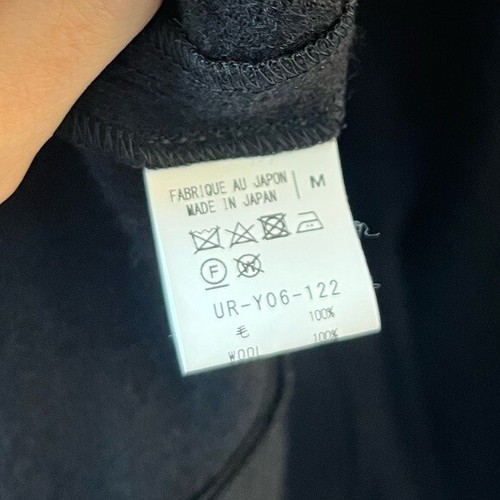 FABRIQUE AU JAPON
MADE IN JAPAN
M
F
W
UR-Y06-122
毛 100%
WOOL 100%